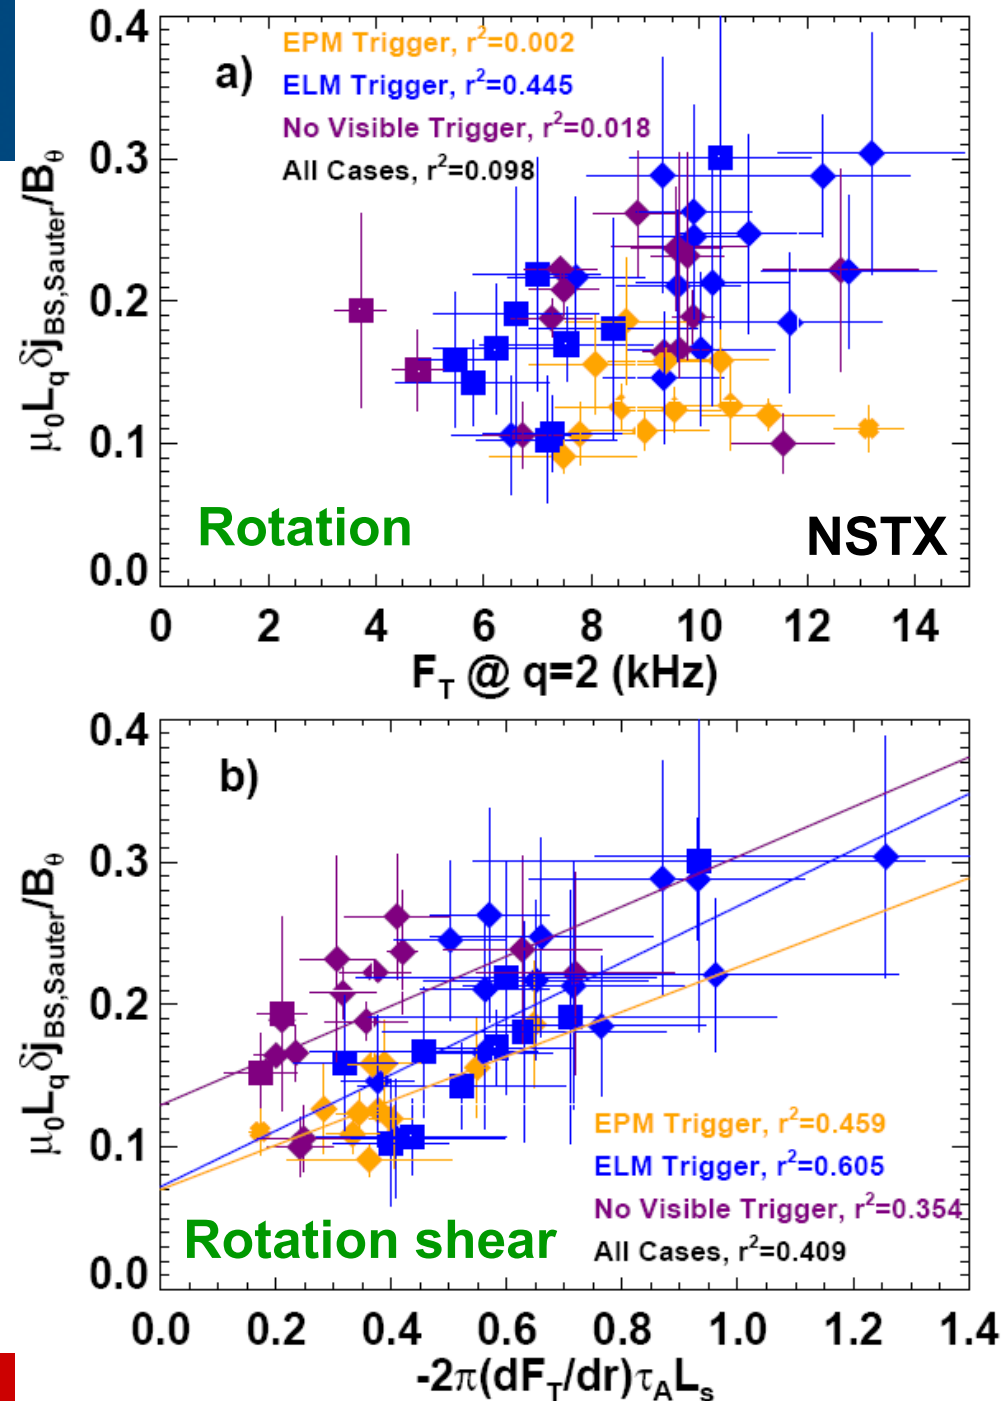 0.4
0.3
0.2
0.1
0.0
μ₀L_qδj_BS,sauter/B_θ
a)
EPM Trigger, r²=0.002
ELM Trigger, r²=0.445
No Visible Trigger, r²=0.018
All Cases, r²=0.098
Rotation
NSTX
0 2 4 6 8 10 12 14
F_T @ q=2 (kHz)
0.4
0.3
0.2
0.1
0.0
μ₀L_qδj_BS,sauter/B_θ
b)
EPM Trigger, r²=0.459
ELM Trigger, r²=0.605
No Visible Trigger, r²=0.354
All Cases, r²=0.409
Rotation shear
0.0 0.2 0.4 0.6 0.8 1.0 1.2 1.4
-2π(dF_T/dr)τ_AL_s